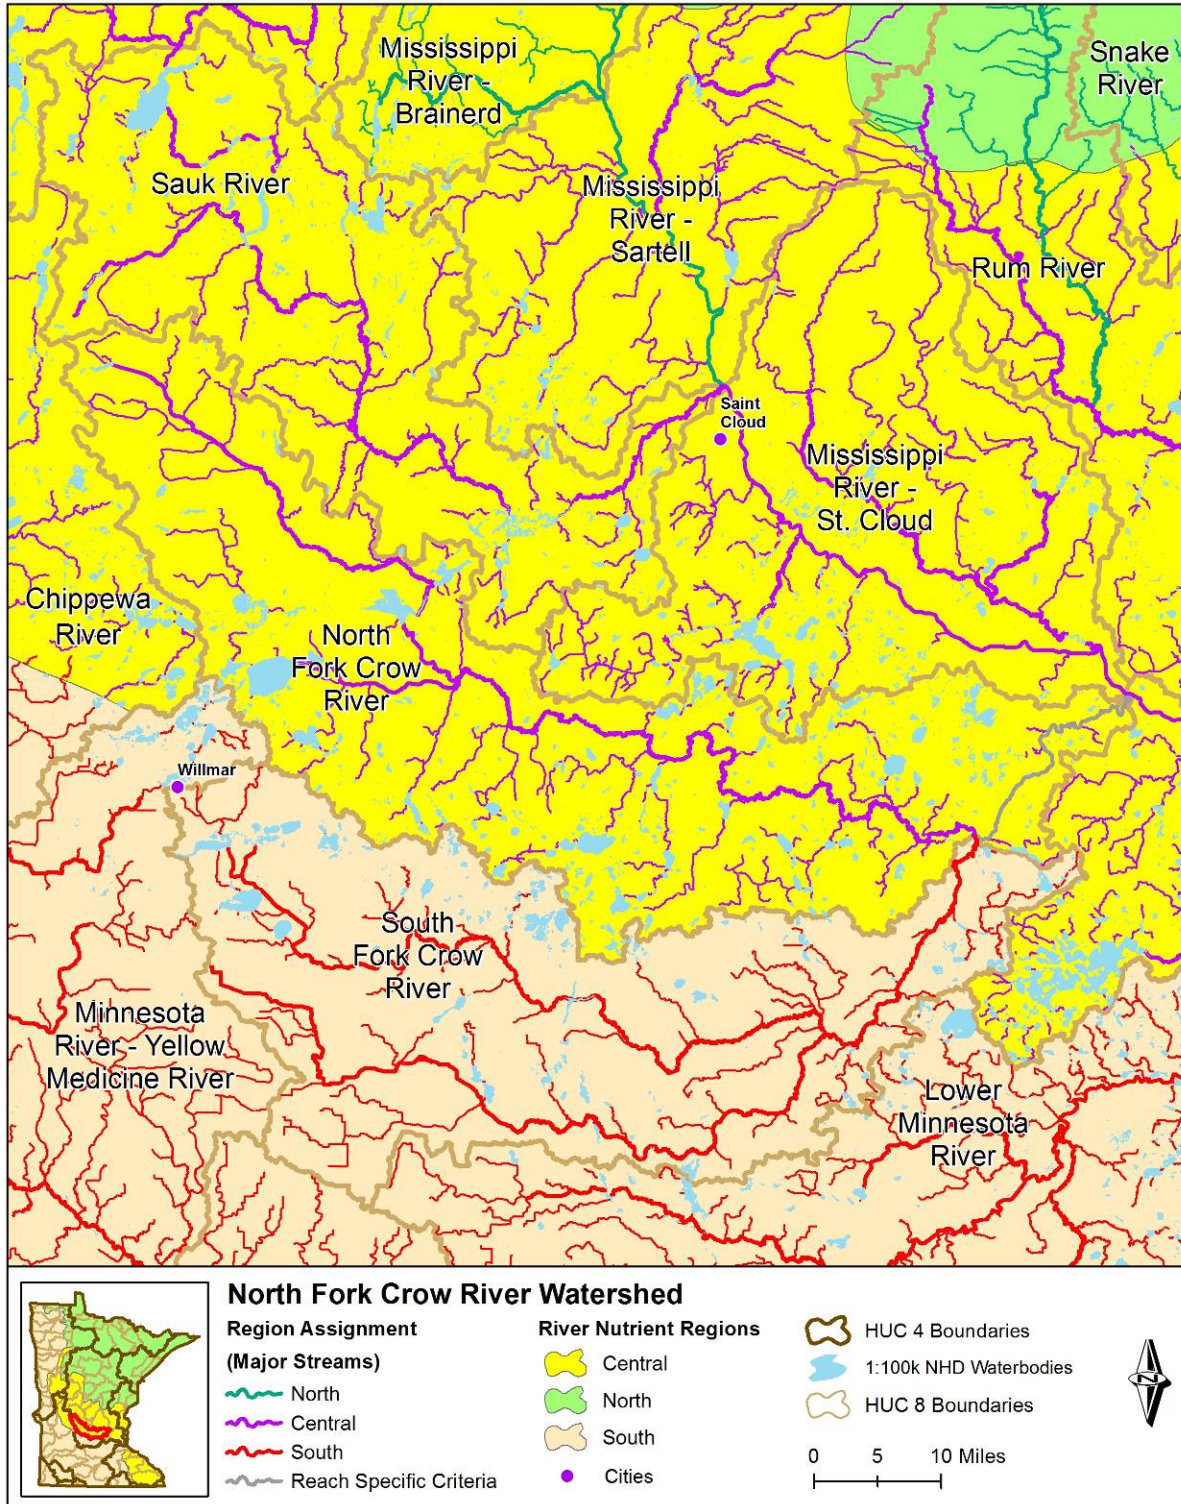 Mississippi
River -
Brainerd
Snake
River
Sauk River
Mississippi
River -
Sartell
Rum River
Saint
Cloud
Mississippi
River -
St. Cloud
Chippewa
River
North
Fork Crow
River
Willmar
South
Fork Crow
River
Minnesota
River - Yellow
Medicine River
Lower
Minnesota
River
North Fork Crow River Watershed
Region Assignment
(Major Streams)
North
Central
South
Reach Specific Criteria
River Nutrient Regions
Central
North
South
Cities
HUC 4 Boundaries
1:100k NHD Waterbodies
HUC 8 Boundaries
0 5 10 Miles
N